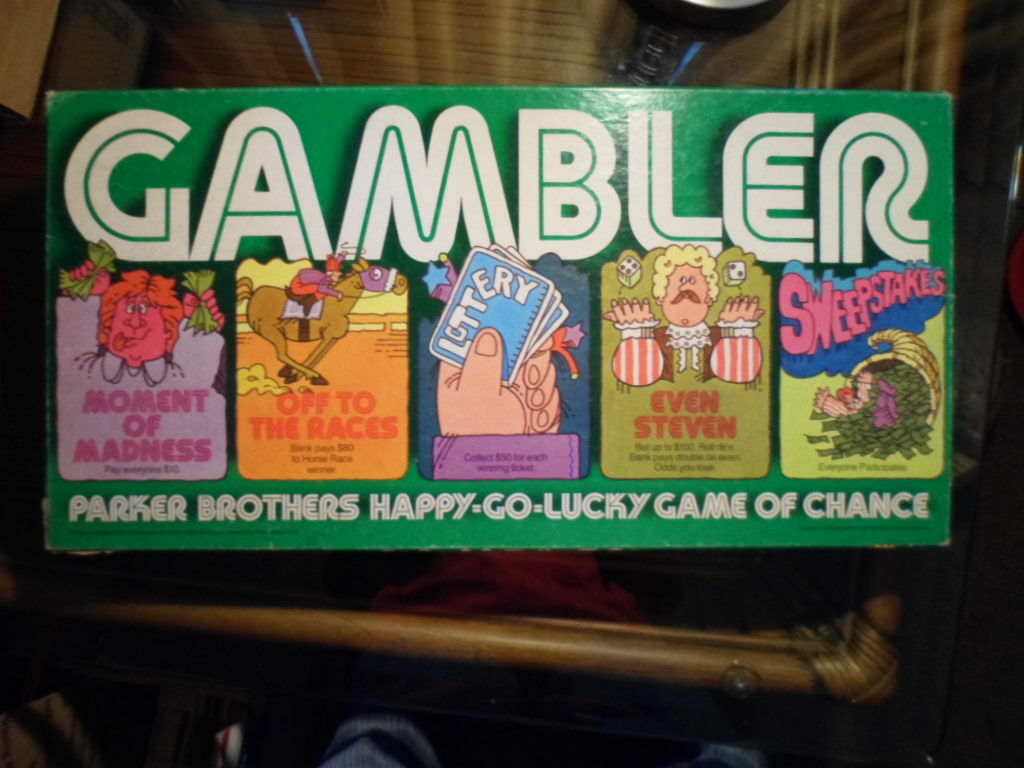 GAMBLER
MOMENT
OF
MADNESS
Pay everyone $10.
OFF TO
THE RACES
Bank pays $80
to Horse Race
winner.
LOTTERY
Collect $50 for each
winning ticket.
EVEN
STEVEN
Bet up to $100. Roll dice.
Bank pays double on even.
Odds you lose.
SWEEPSTAKES
Everyone Participates
PARKER BROTHERS HAPPY-GO-LUCKY GAME OF CHANCE